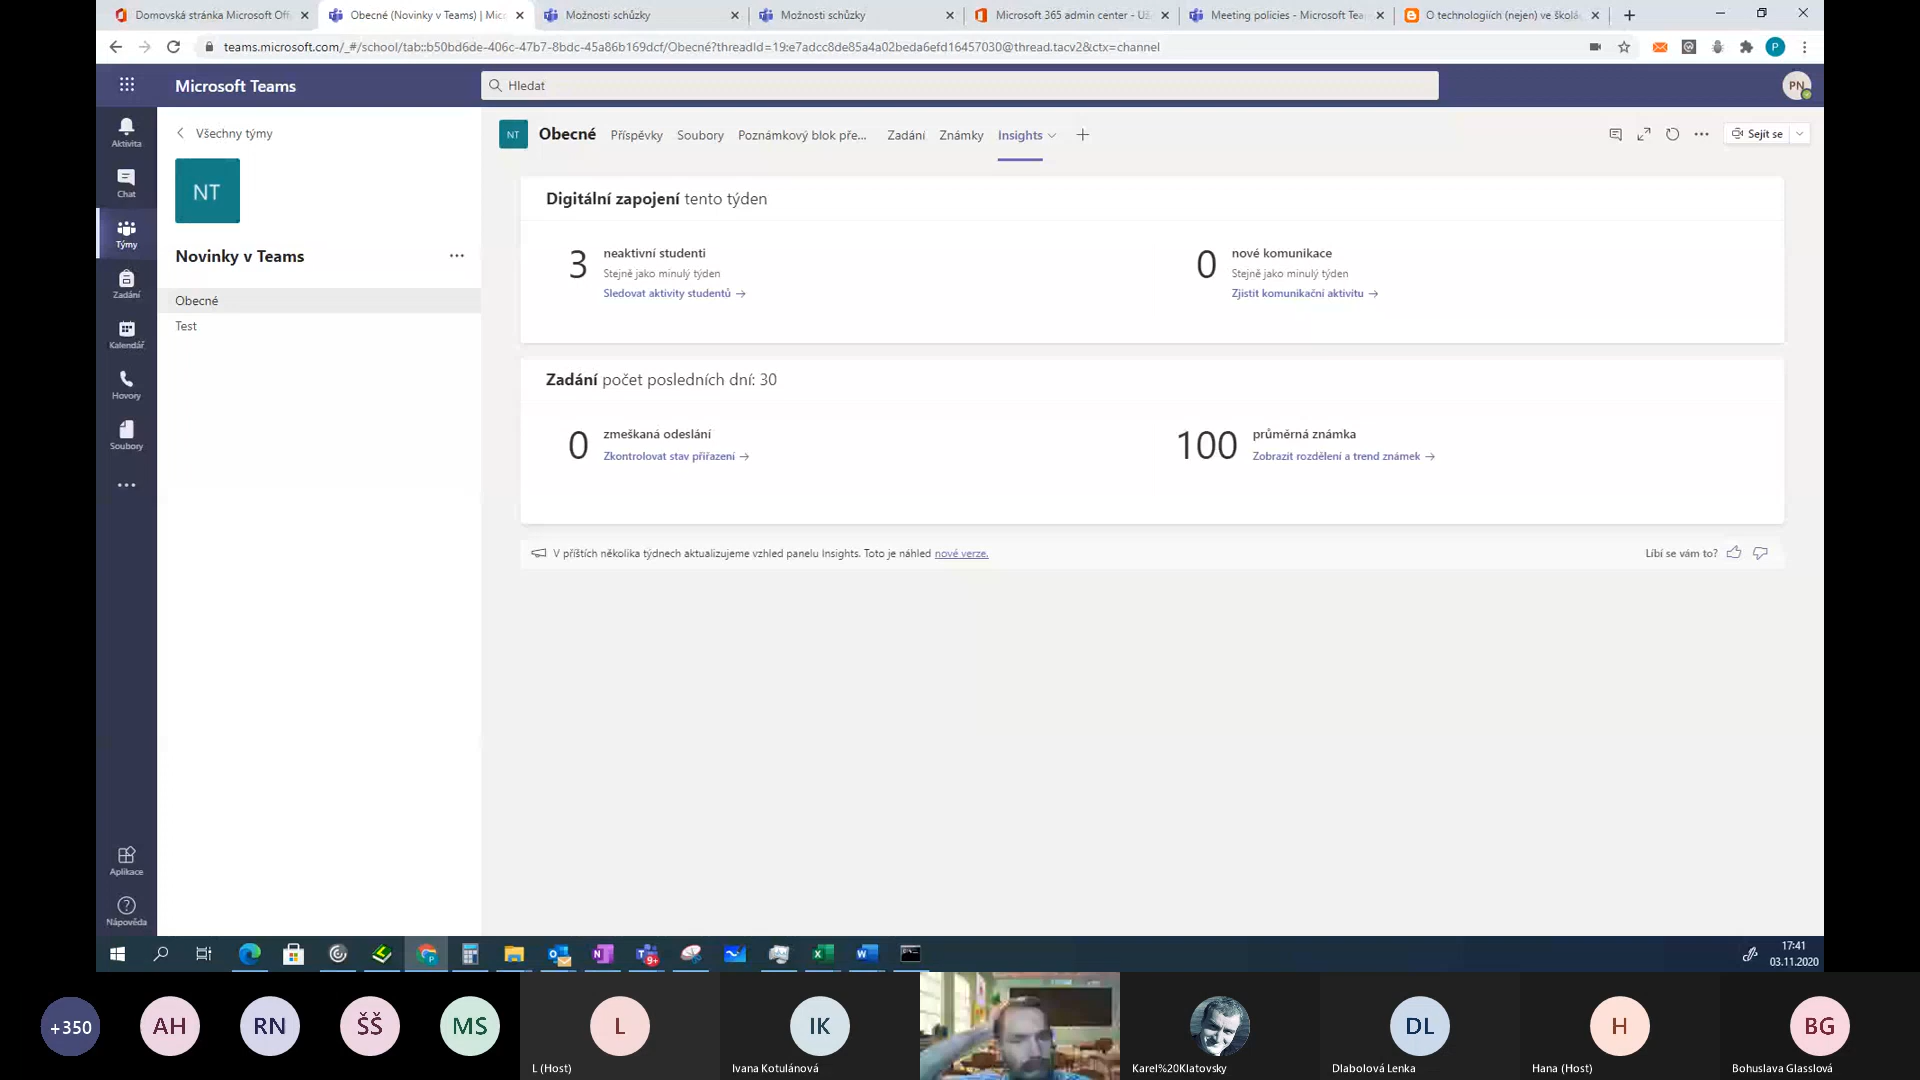 Domovská stránka Microsoft Off
Obecné (Novinky v Teams) | Mic
Možnosti schůzky
Možnosti schůzky
Microsoft 365 admin center - Už
Meeting policies - Microsoft Tea
O technologiích (nejen) ve škola
teams.microsoft.com/_#/school/tab::b50bd6de-406c-47b7-8bdc-45a86b169dcf/Obecné?threadId=19:e7adcc8de85a4a02beda6efd16457030@thread.tacv2&ctx=channel
P
Microsoft Teams
Hledat
PN
Aktivita
Chat
Týmy
Zadání
Kalendář
Hovory
Soubory
Aplikace
Nápověda
Všechny týmy
NT
Novinky v Teams
Obecné
Test
NT
Obecné
Příspěvky
Soubory
Poznámkový blok pře...
Zadání
Známky
Insights
Sejít se
Digitální zapojení tento týden
3
neaktivní studenti
Stejně jako minulý týden
Sledovat aktivity studentů
0
nové komunikace
Stejně jako minulý týden
Zjistit komunikační aktivitu
Zadání počet posledních dní: 30
0
zmeškaná odeslání
Zkontrolovat stav přiřazení
100
průměrná známka
Zobrazit rozdělení a trend známek
V příštích několika týdnech aktualizujeme vzhled panelu Insights. Toto je náhled nové verze.
Líbí se vám to?
9+
17:41
03.11.2020
+350
AH
RN
ŠŠ
MS
L
L (Host)
IK
Ivana Kotulánová
Karel%20Klatovsky
DL
Dlabolová Lenka
H
Hana (Host)
BG
Bohuslava Glasslová